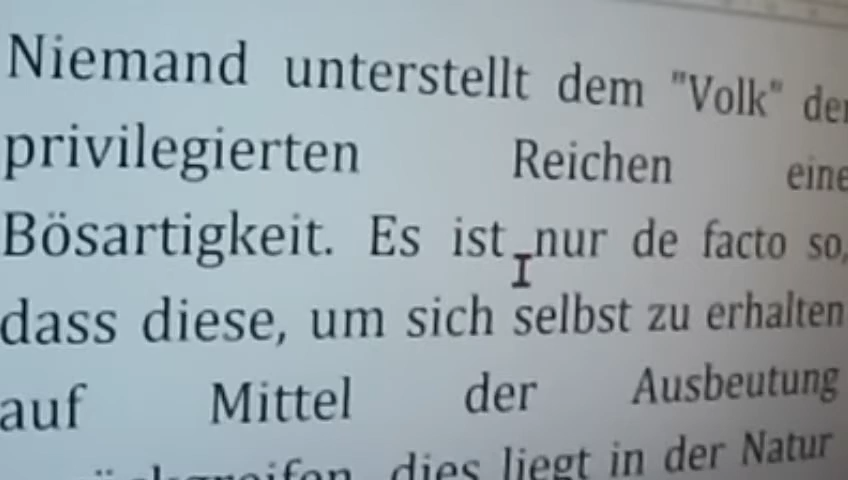 Niemand unterstellt dem "Volk" der
privilegierten Reichen eine
Bösartigkeit. Es ist nur de facto so,
dass diese, um sich selbst zu erhalten
auf Mittel der Ausbeutung
zurückgreifen, dies liegt in der Natur